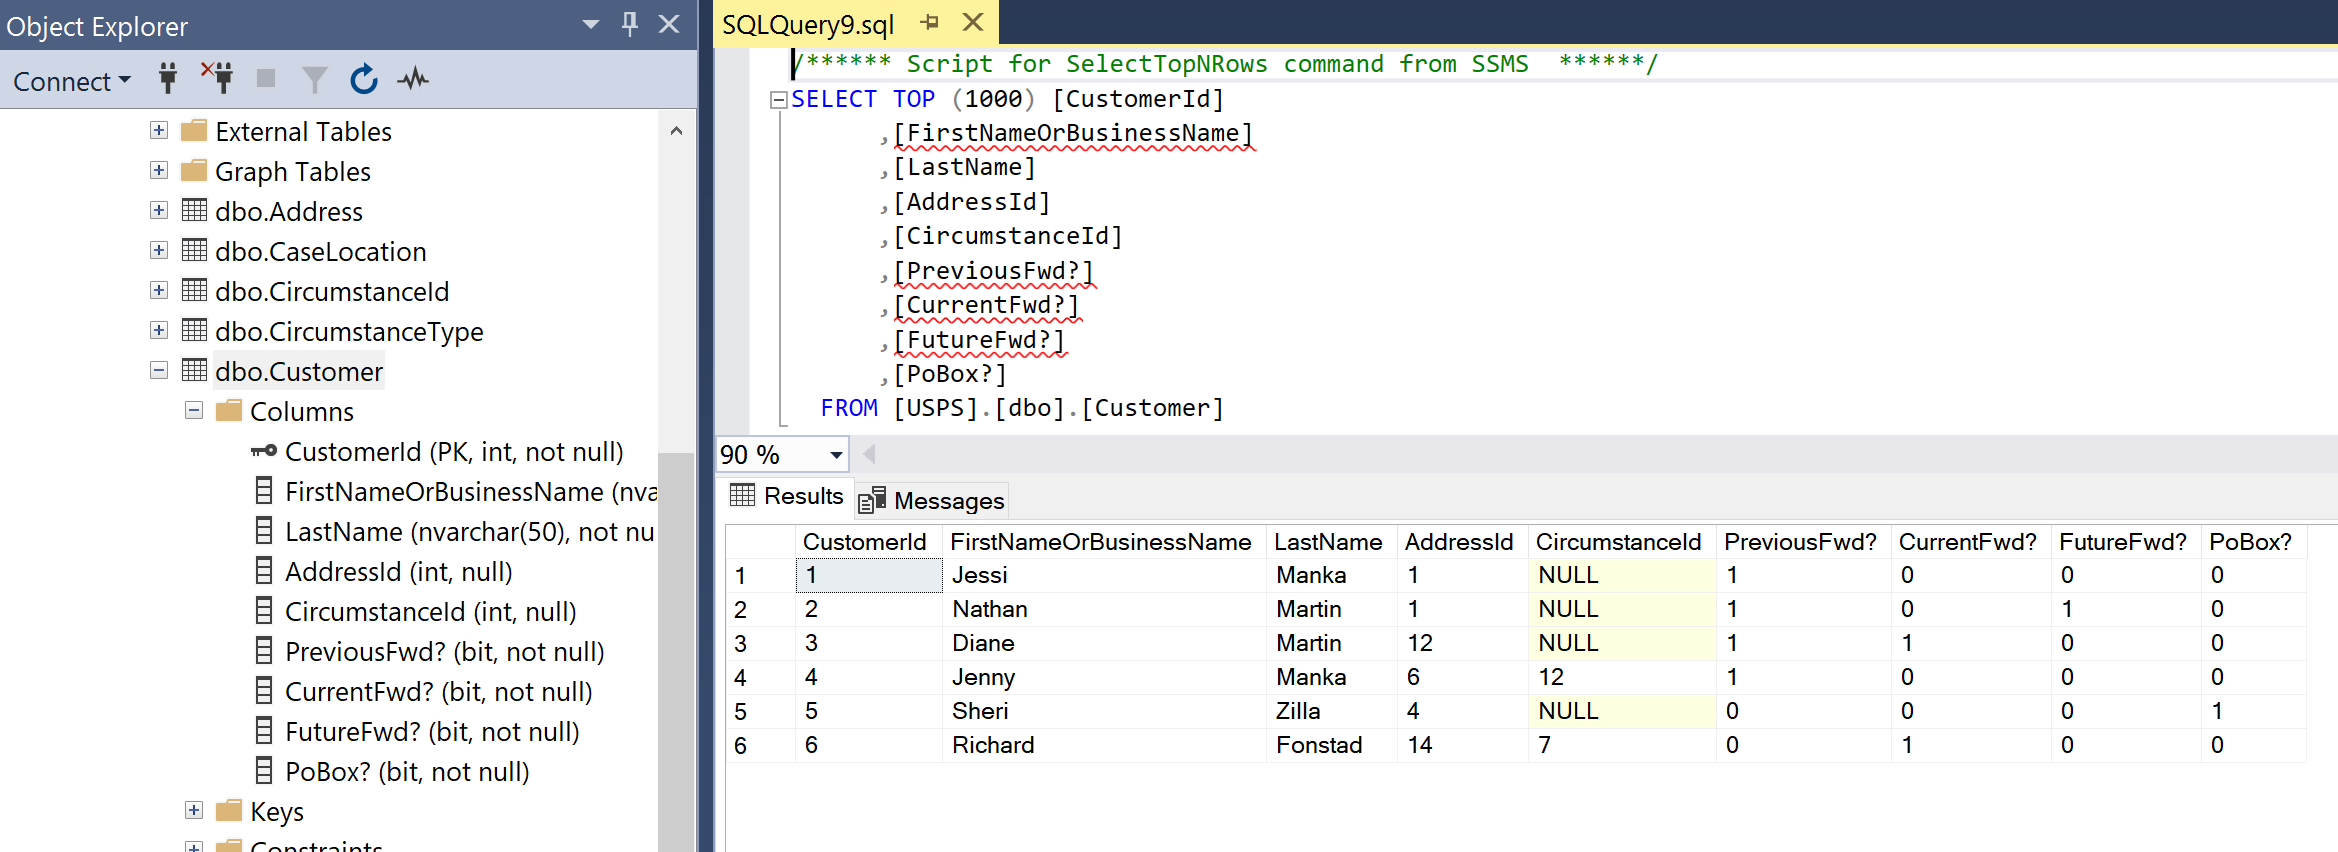 Object Explorer
Connect
External Tables
Graph Tables
dbo.Address
dbo.CaseLocation
dbo.CircumstanceId
dbo.CircumstanceType
dbo.Customer
Columns
CustomerId (PK, int, not null)
FirstNameOrBusinessName (nva
LastName (nvarchar(50), not nu
AddressId (int, null)
CircumstanceId (int, null)
PreviousFwd? (bit, not null)
CurrentFwd? (bit, not null)
FutureFwd? (bit, not null)
PoBox? (bit, not null)
Keys
Constraints
SQLQuery9.sql
/****** Script for SelectTopNRows command from SSMS  ******/
SELECT TOP (1000) [CustomerId]
,[FirstNameOrBusinessName]
,[LastName]
,[AddressId]
,[CircumstanceId]
,[PreviousFwd?]
,[CurrentFwd?]
,[FutureFwd?]
,[PoBox?]
FROM [USPS].[dbo].[Customer]
90 %
Results Messages
CustomerId FirstNameOrBusinessName LastName AddressId CircumstanceId PreviousFwd? CurrentFwd? FutureFwd? PoBox?
1 1 Jessi Manka 1 NULL 1 0 0 0
2 2 Nathan Martin 1 NULL 1 0 1 0
3 3 Diane Martin 12 NULL 1 1 0 0
4 4 Jenny Manka 6 12 1 0 0 0
5 5 Sheri Zilla 4 NULL 0 0 0 1
6 6 Richard Fonstad 14 7 0 1 0 0